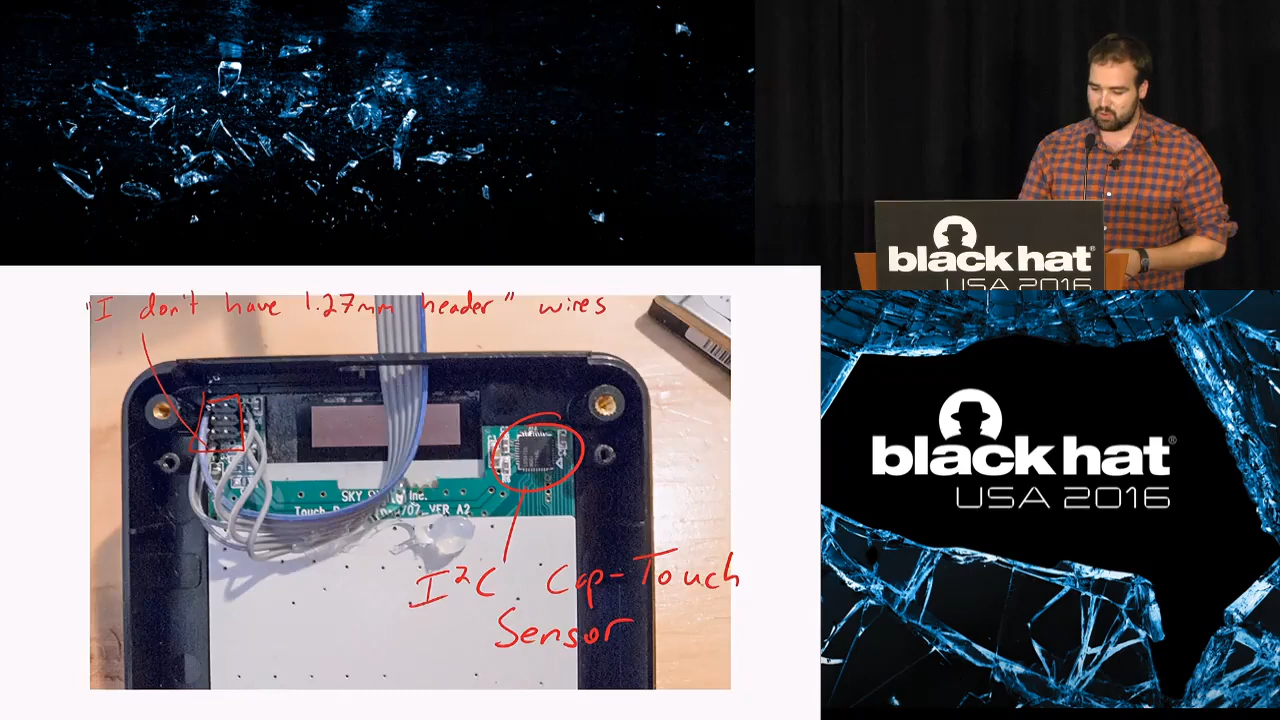 black hat
USA 2016
"I don't have 1.27mm header" wires
SKY
Inc.
Touch
VER A2
I²C Cap-Touch
Sensor
black hat®
USA 2016